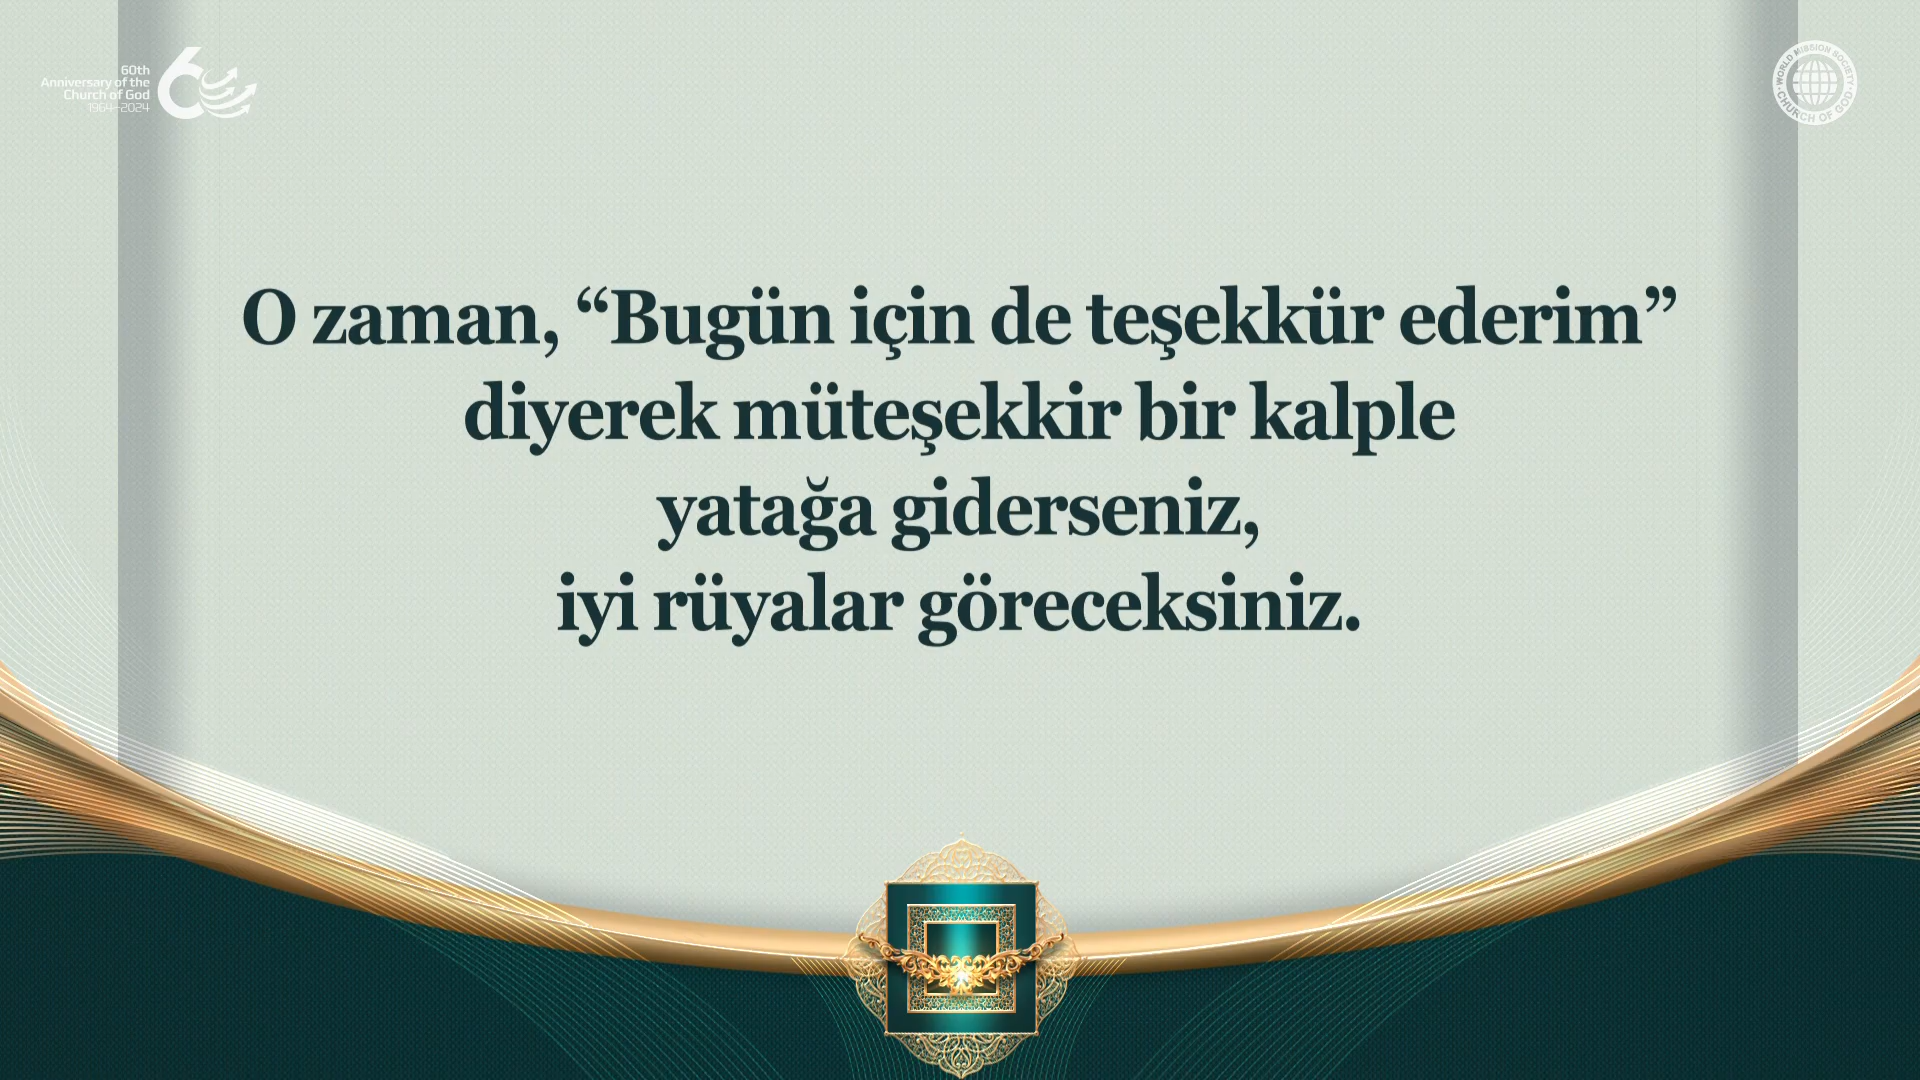 60th
Anniversary of the
Church of God
1964–2024
WORLD MISSION SOCIETY
CHURCH OF GOD
O zaman, “Bugün için de teşekkür ederim”
diyerek müteşekkir bir kalple
yatağa giderseniz,
iyi rüyalar göreceksiniz.